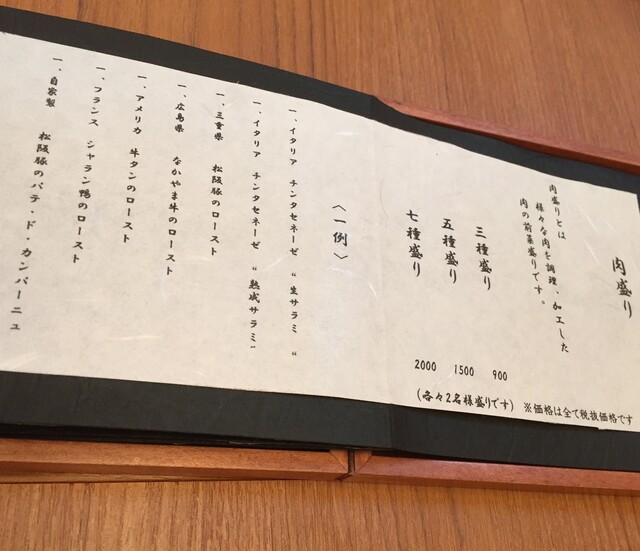 肉盛り
肉盛りとは
様々な肉を調理、加工した
肉の前菜盛りです。
三種盛り 900
五種盛り 1500
七種盛り 2000
(各々2名様盛りです) ※価格は全て税抜価格です
〈一例〉
一、イタリア チンタセネーゼ “生サラミ“
一、イタリア チンタセネーゼ “熟成サラミ“
一、三重県 松阪豚のロースト
一、広島県 なかやま牛のロースト
一、アメリカ 牛タンのロースト
一、フランス シャラン鴨のロースト
一、自家製 松阪豚のパテ・ド・カンパーニュ